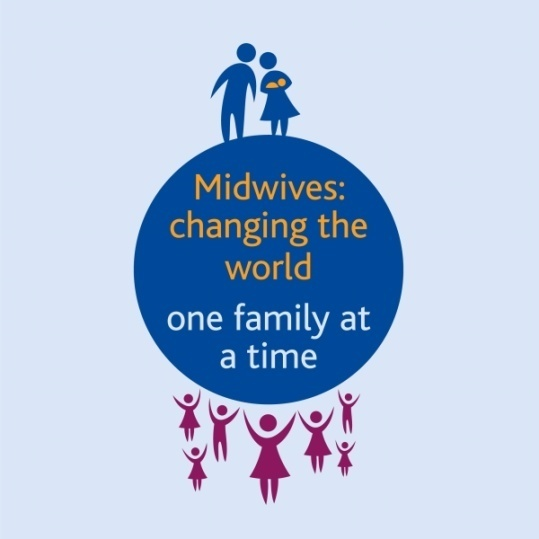 Midwives:
changing the
world
one family at
a time